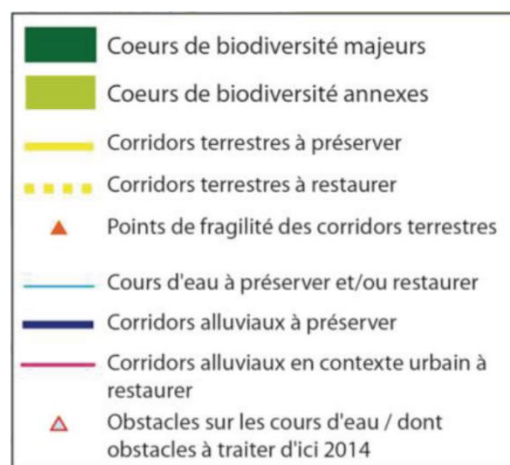 Coeurs de biodiversité majeurs
Coeurs de biodiversité annexes
Corridors terrestres à préserver
Corridors terrestres à restaurer
Points de fragilité des corridors terrestres
Cours d'eau à préserver et/ou restaurer
Corridors alluviaux à préserver
Corridors alluviaux en contexte urbain à
restaurer
Obstacles sur les cours d'eau / dont
obstacles à traiter d'ici 2014